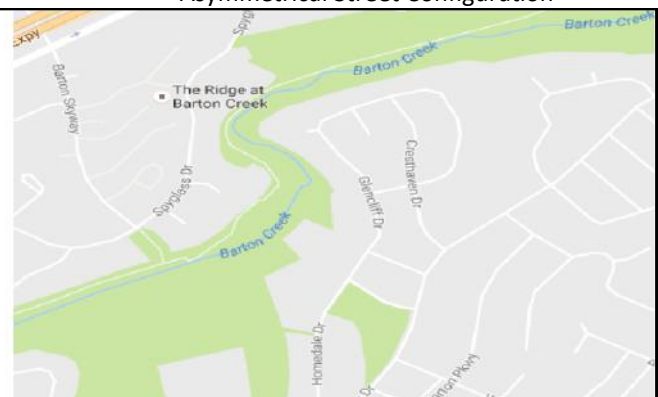 Asymmetrical Street Configuration
Expy
Barton Skyway
The Ridge at
Barton Creek
Spyglass Dr
Barton Creek
Barton Creek
Barton Creek
Cresthaven Dr
Glencliff Dr
Homedale Dr
Dr